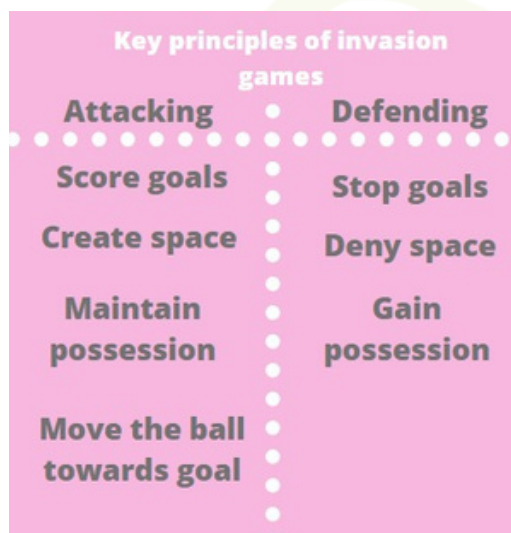 Key principles of invasion
games
Attacking
Defending
Score goals
Stop goals
Create space
Deny space
Maintain
possession
Gain
possession
Move the ball
towards goal